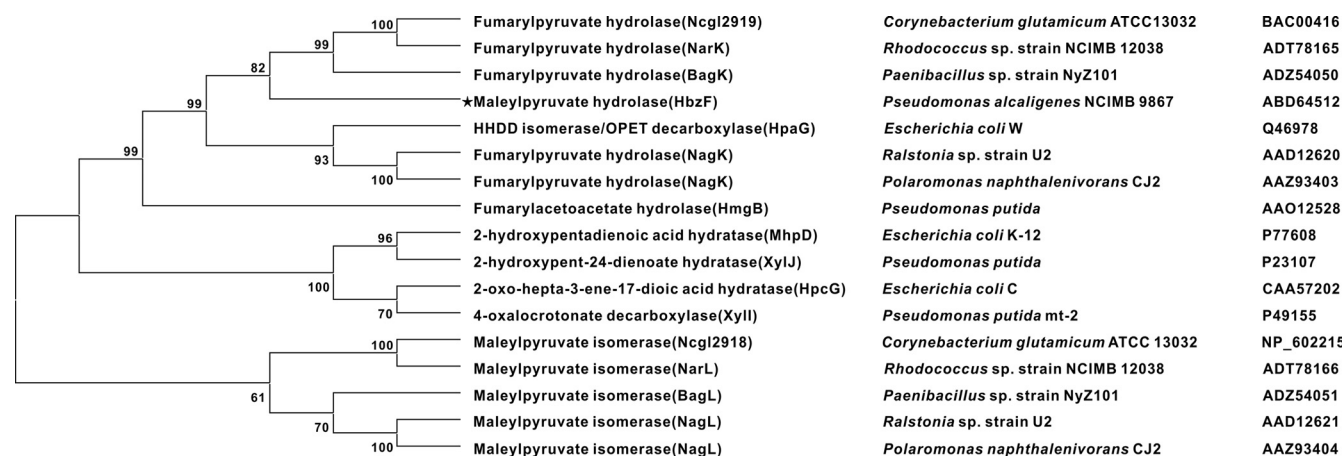 100 Fumarylpyruvate hydrolase(Ncgl2919) Corynebacterium glutamicum ATCC13032 BAC00416
99 Fumarylpyruvate hydrolase(NarK) Rhodococcus sp. strain NCIMB 12038 ADT78165
82 Fumarylpyruvate hydrolase(BagK) Paenibacillus sp. strain NyZ101 ADZ54050
99 ★Maleylpyruvate hydrolase(HbzF) Pseudomonas alcaligenes NCIMB 9867 ABD64512
HHDD isomerase/OPET decarboxylase(HpaG) Escherichia coli W Q46978
99 93 Fumarylpyruvate hydrolase(NagK) Ralstonia sp. strain U2 AAD12620
100 Fumarylpyruvate hydrolase(NagK) Polaromonas naphthalenivorans CJ2 AAZ93403
Fumarylacetoacetate hydrolase(HmgB) Pseudomonas putida AAO12528
96 2-hydroxypentadienoic acid hydratase(MhpD) Escherichia coli K-12 P77608
2-hydroxypent-24-dienoate hydratase(XylJ) Pseudomonas putida P23107
100 2-oxo-hepta-3-ene-17-dioic acid hydratase(HpcG) Escherichia coli C CAA57202
70 4-oxalocrotonate decarboxylase(XylI) Pseudomonas putida mt-2 P49155
100 Maleylpyruvate isomerase(Ncgl2918) Corynebacterium glutamicum ATCC 13032 NP_602215
Maleylpyruvate isomerase(NarL) Rhodococcus sp. strain NCIMB 12038 ADT78166
61 Maleylpyruvate isomerase(BagL) Paenibacillus sp. strain NyZ101 ADZ54051
70 Maleylpyruvate isomerase(NagL) Ralstonia sp. strain U2 AAD12621
100 Maleylpyruvate isomerase(NagL) Polaromonas naphthalenivorans CJ2 AAZ93404